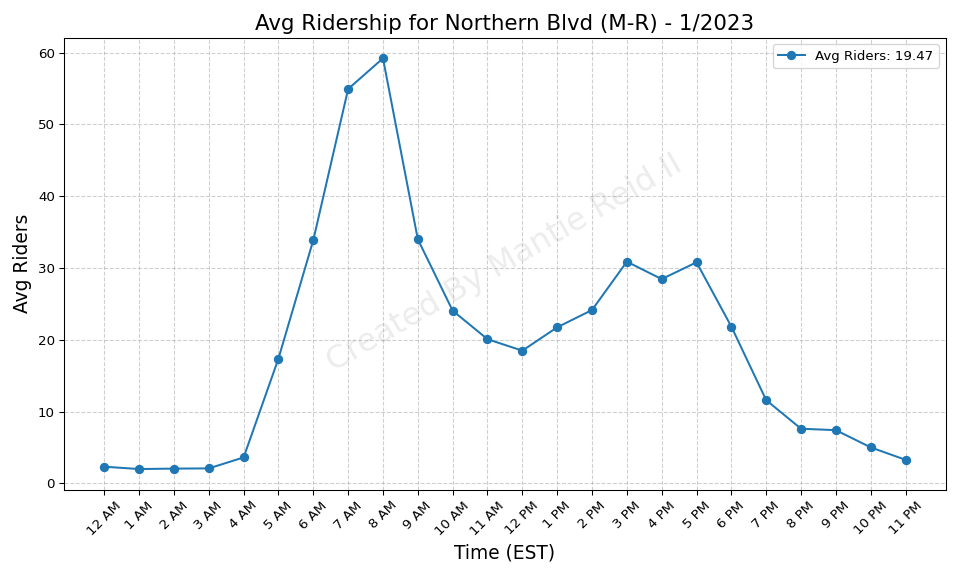 Avg Ridership for Northern Blvd (M-R) - 1/2023
Avg Riders: 19.47
60
50
40
30
20
10
0
Avg Riders
Created By Mantie Reid II
12 AM
1 AM
2 AM
3 AM
4 AM
5 AM
6 AM
7 AM
8 AM
9 AM
10 AM
11 AM
12 PM
1 PM
2 PM
3 PM
4 PM
5 PM
6 PM
7 PM
8 PM
9 PM
10 PM
11 PM
Time (EST)